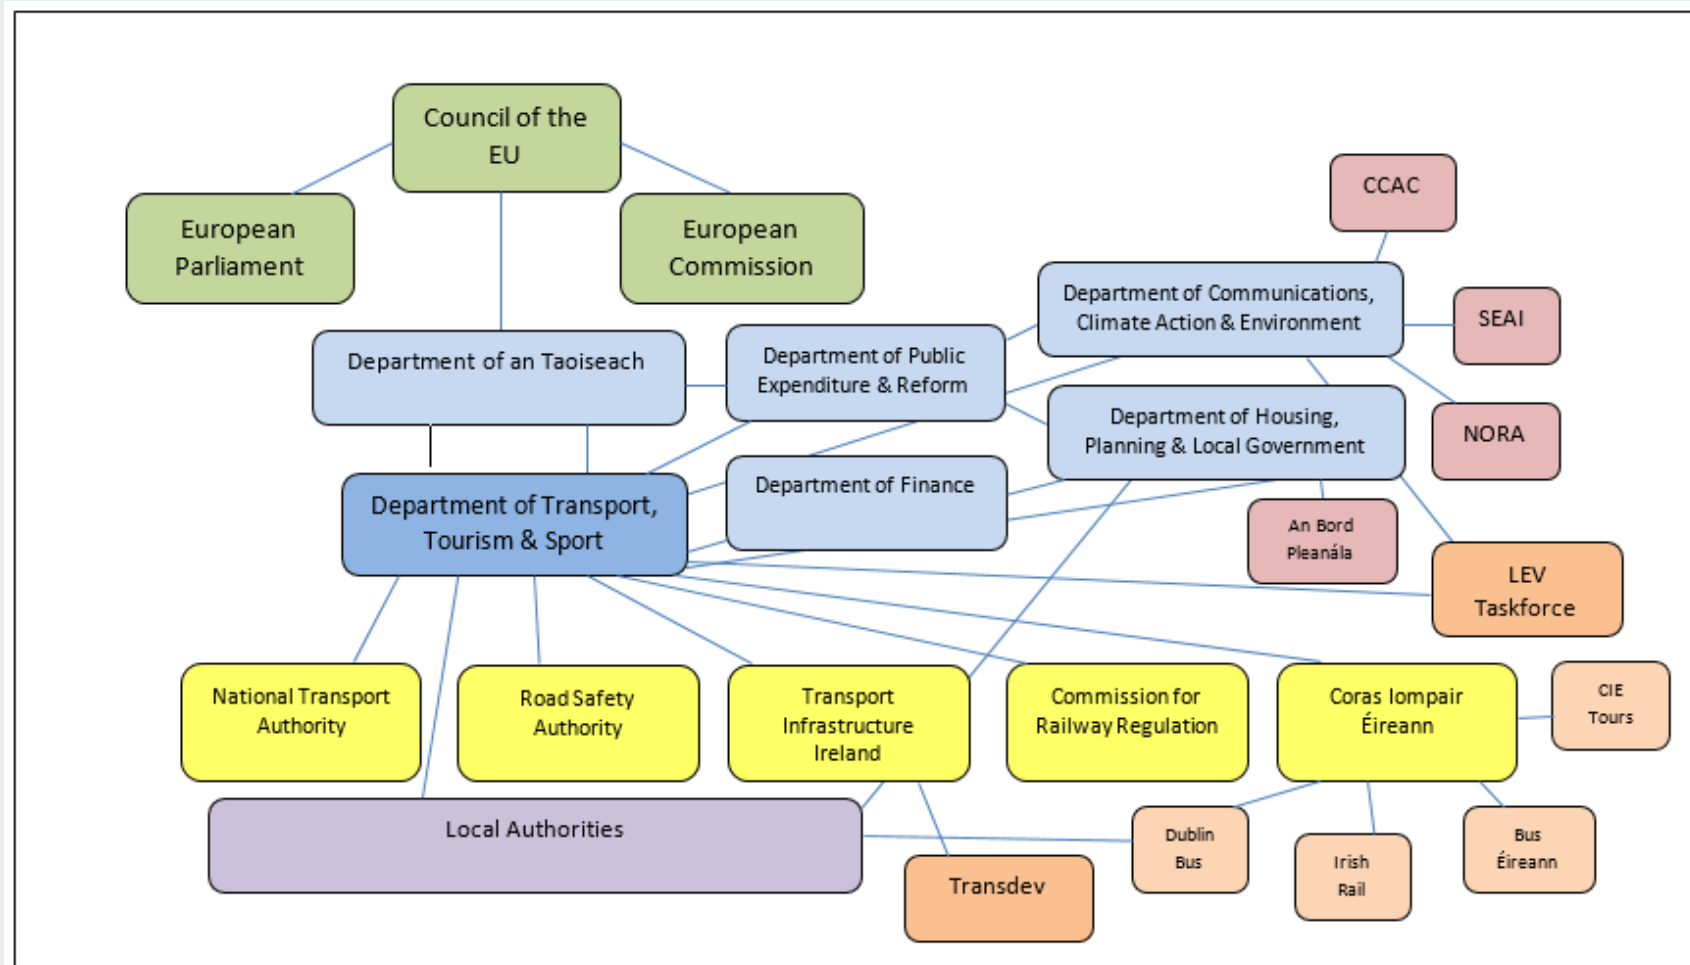 Council of the
EU
European
Parliament
European
Commission
CCAC
Department of Communications,
Climate Action & Environment
SEAI
Department of an Taoiseach
Department of Public
Expenditure & Reform
Department of Housing,
Planning & Local Government
NORA
Department of Finance
Department of Transport,
Tourism & Sport
An Bord
Pleanála
LEV
Taskforce
National Transport
Authority
Road Safety
Authority
Transport
Infrastructure
Ireland
Commission for
Railway Regulation
Coras Iompair
Éireann
CIE
Tours
Local Authorities
Dublin
Bus
Irish
Rail
Bus
Éireann
Transdev